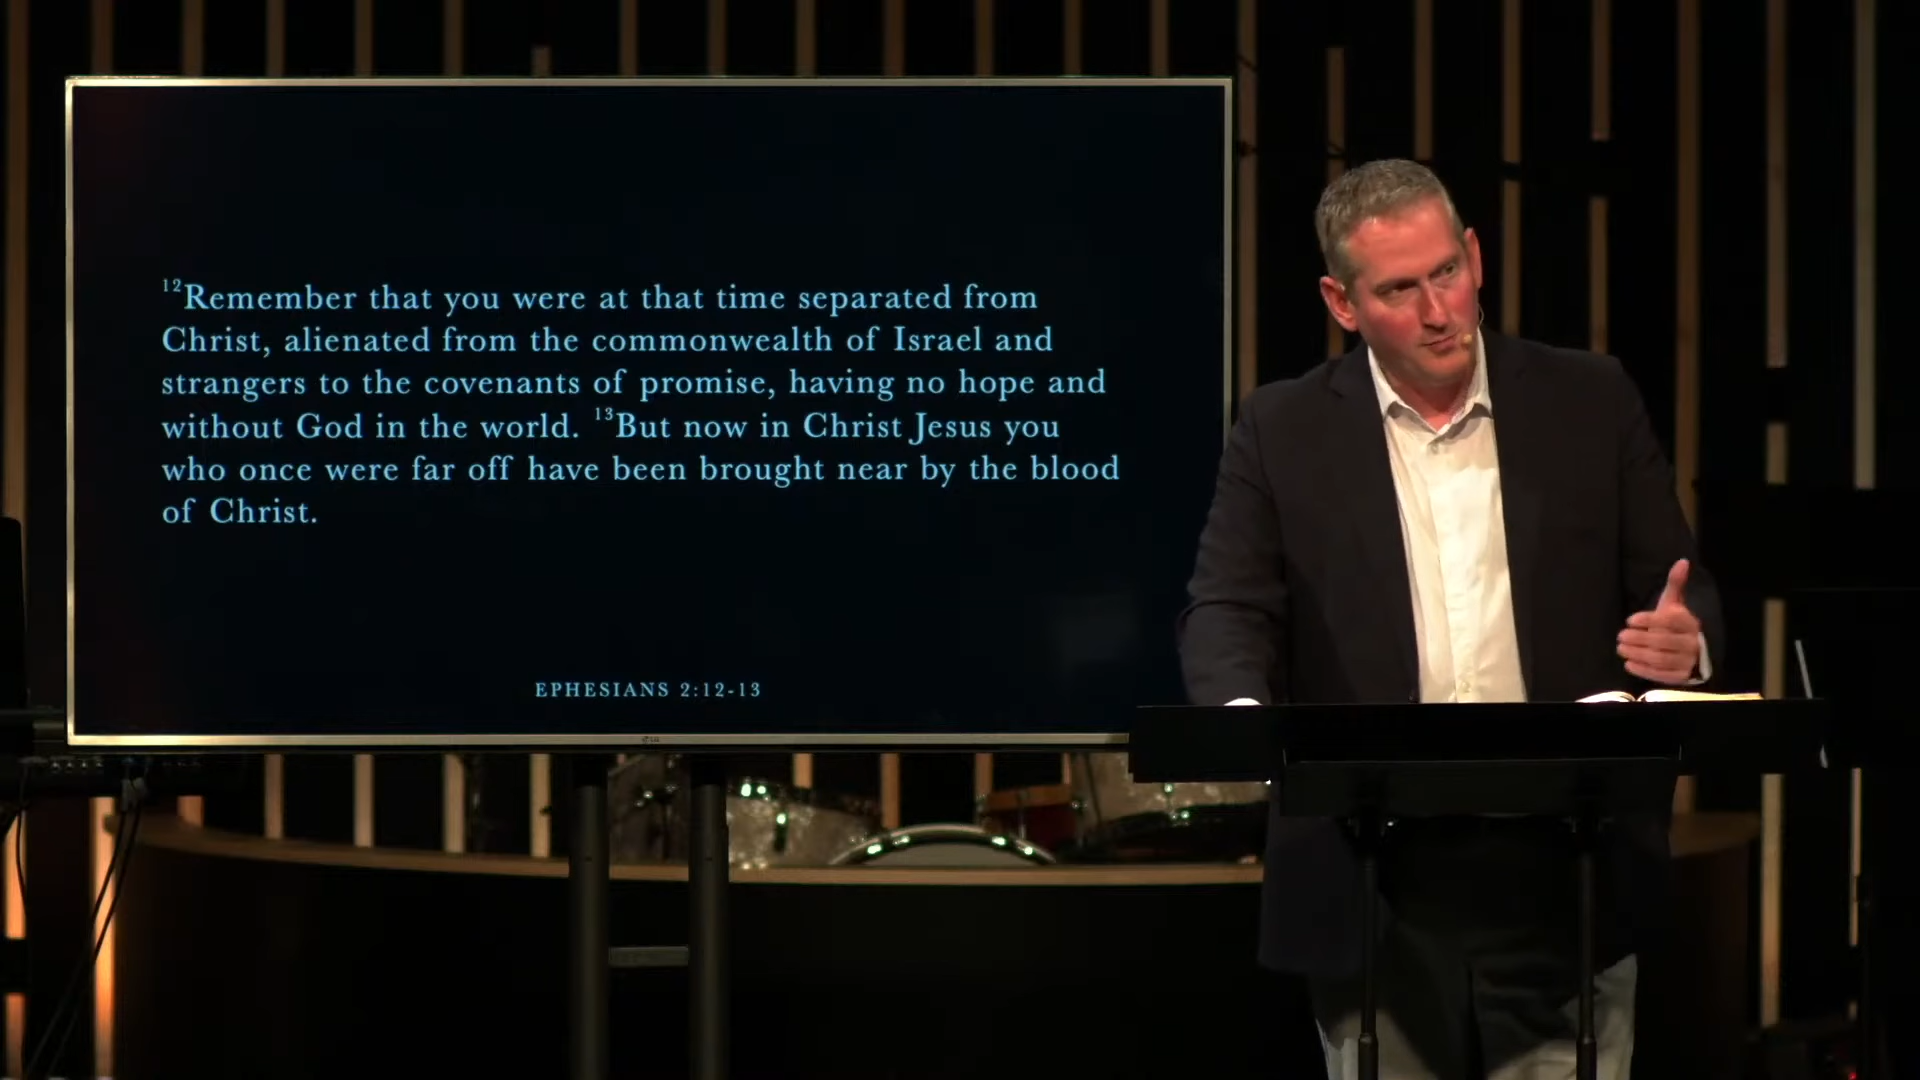 ¹²Remember that you were at that time separated from
Christ, alienated from the commonwealth of Israel and
strangers to the covenants of promise, having no hope and
without God in the world. ¹³But now in Christ Jesus you
who once were far off have been brought near by the blood
of Christ.
EPHESIANS 2:12-13
LG